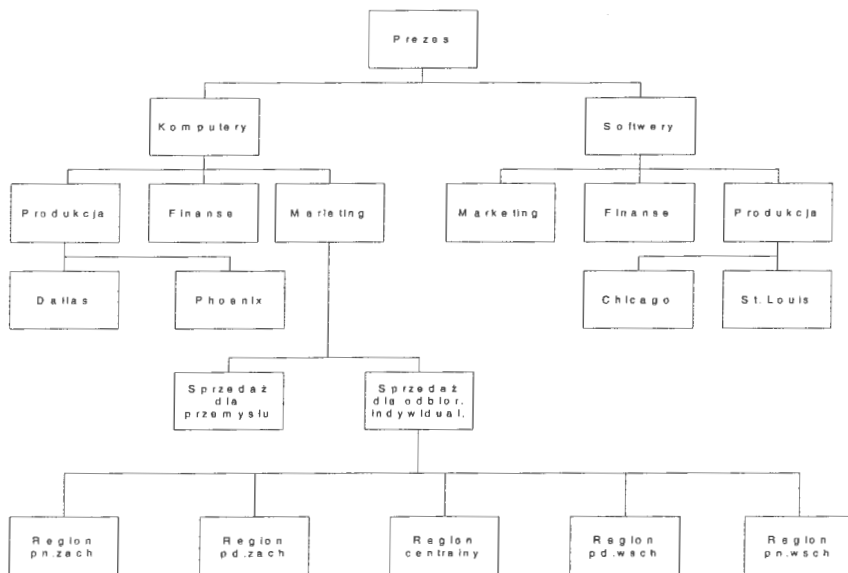 Prezes
Komputery
Softwery
Produkcja
Finanse
Marleting
Marketing
Finanse
Produkcja
Dallas
Phoenix
Chicago
St. Louis
Sprzedaż
dla
przemysłu
Sprzedaż
dla odbior.
indywidual.
Region
pn.zach
Region
pd.zach
Region
centralny
Region
pd.wsch
Region
pn.wsch